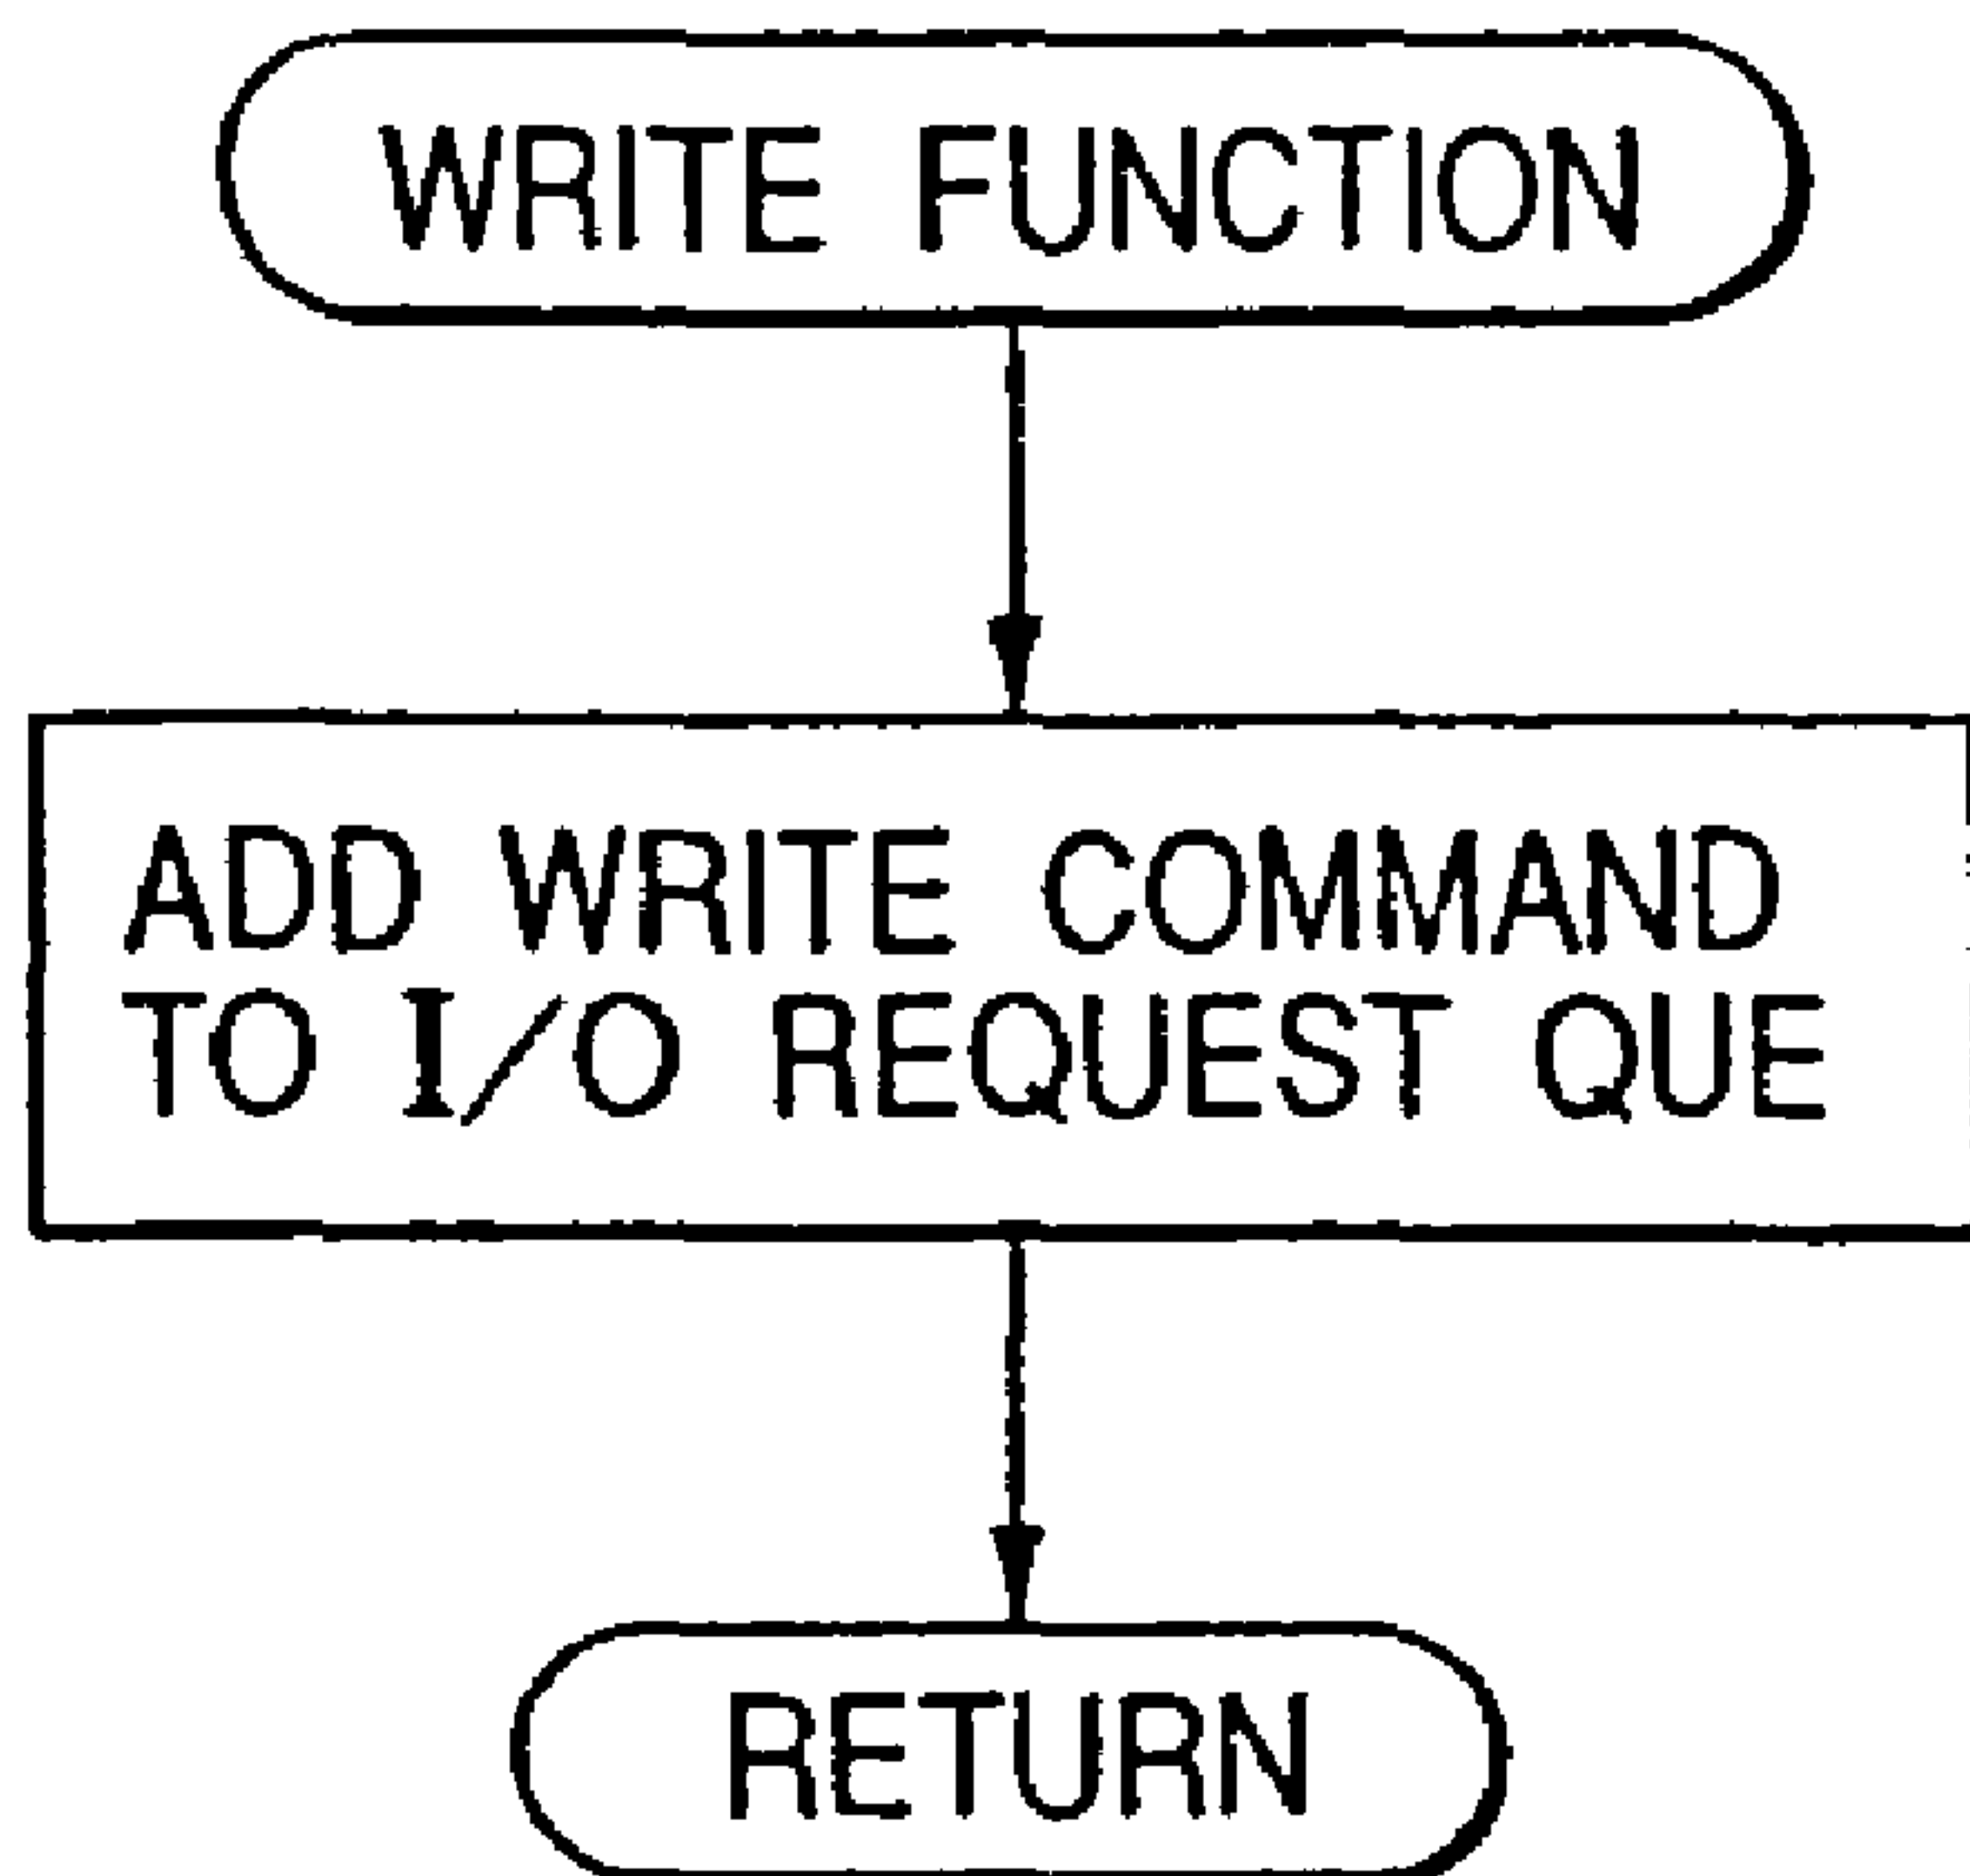 WRITE FUNCTION
ADD WRITE COMMAND
TO I/O REQUEST QUE
RETURN